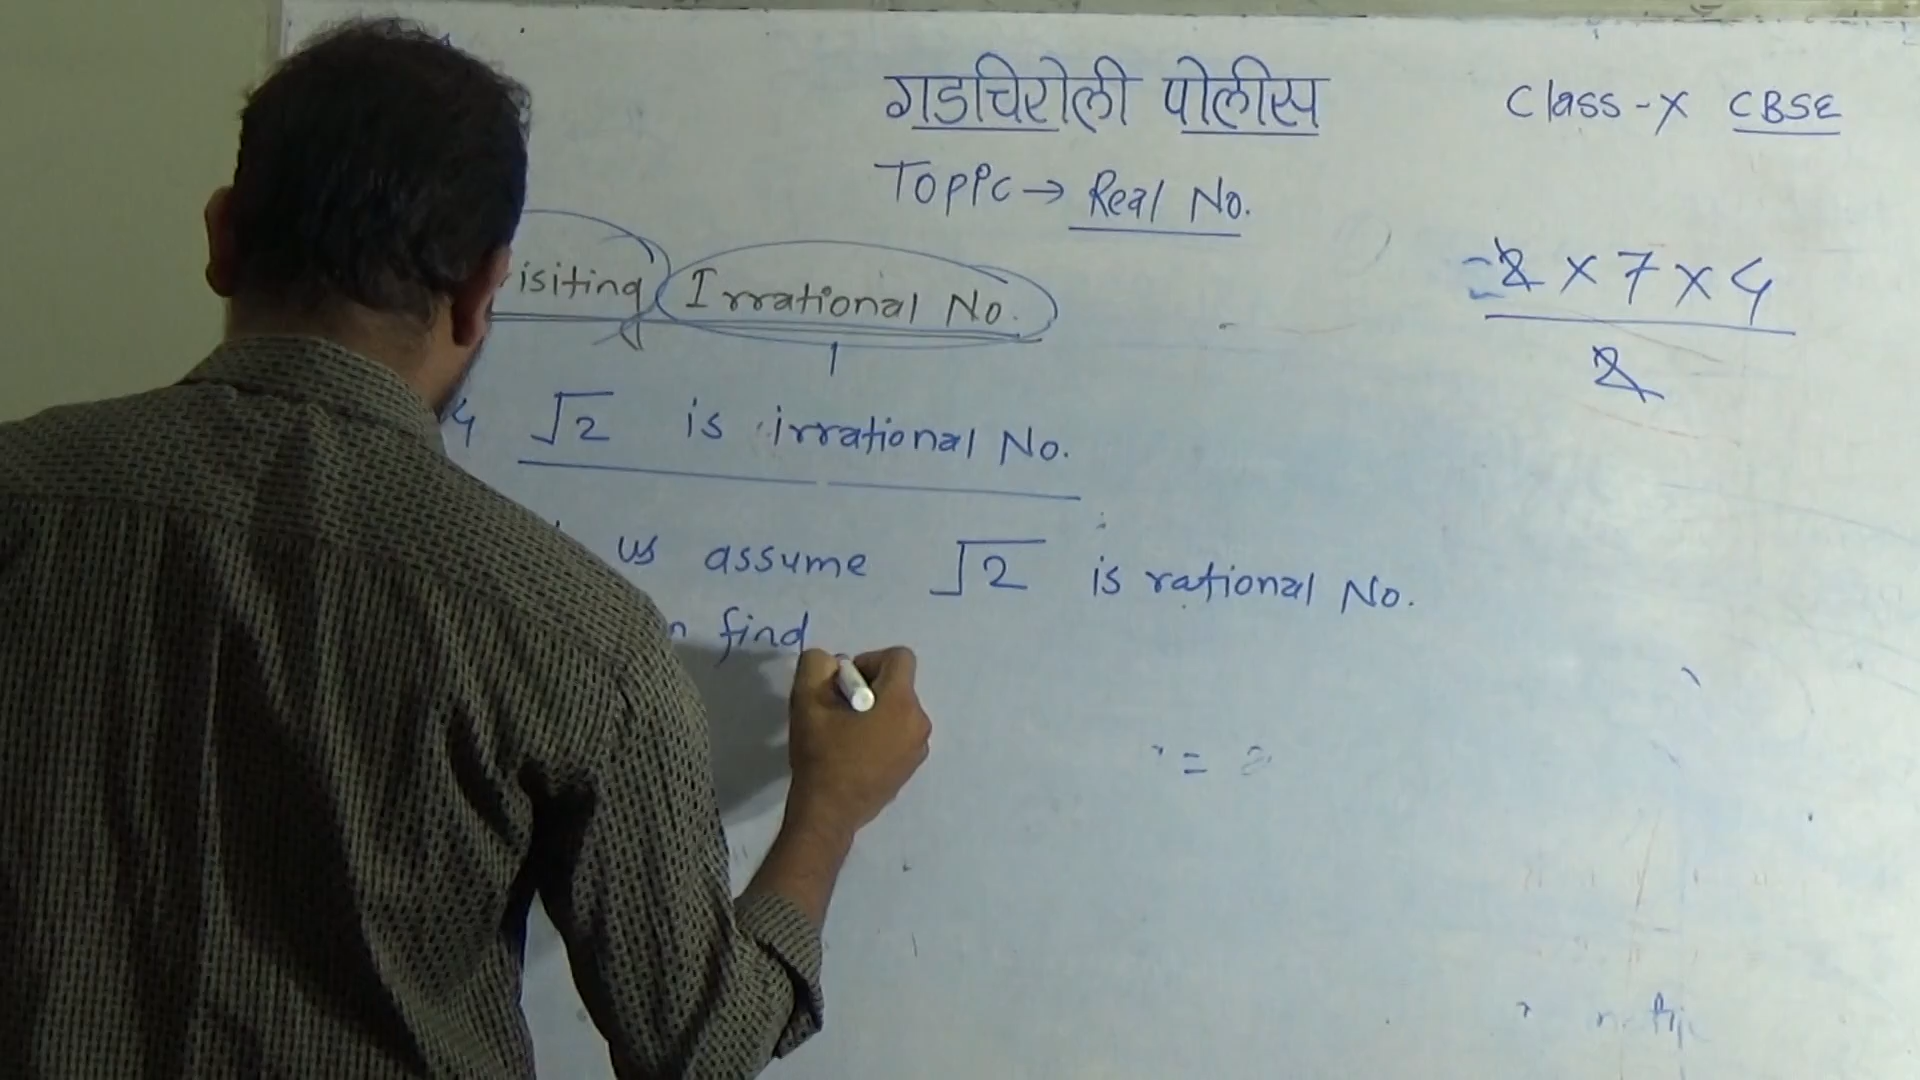 गडचिरोली पोलीस
Class-X CBSE
Topic → Real No.
isiting Irrational No.
2 × 7 × 4
2
√2 is irrational No.
us assume √2 is rational No.
find